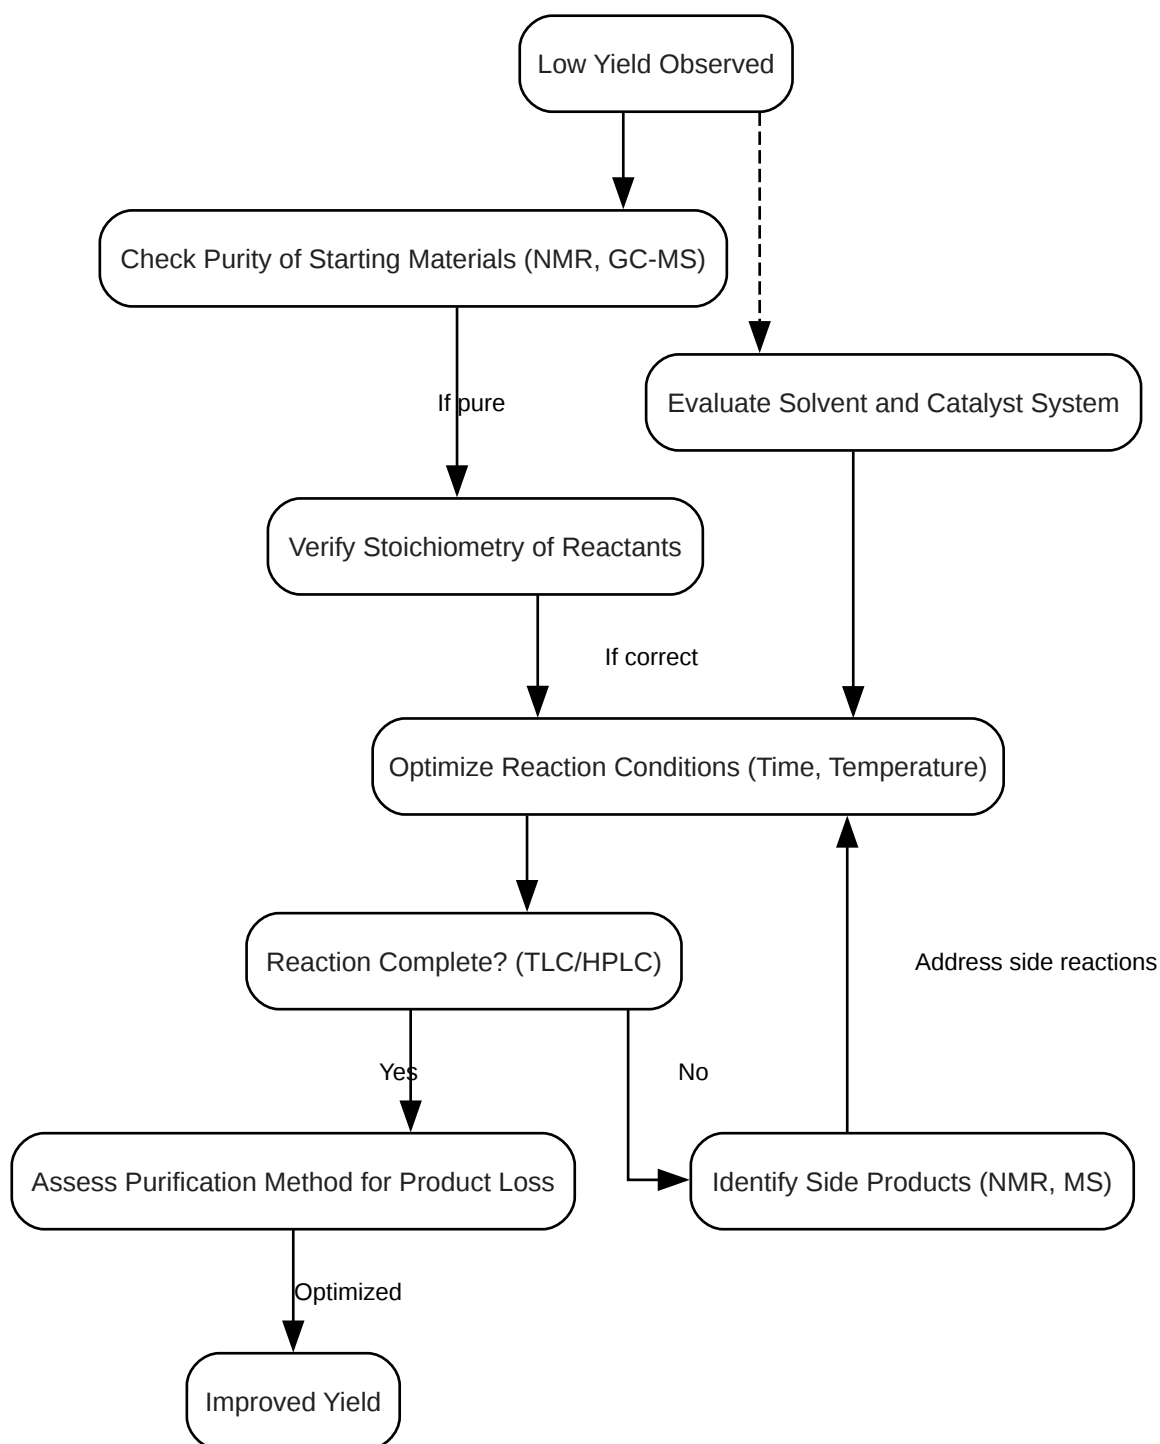 Low Yield Observed
Check Purity of Starting Materials (NMR, GC-MS)
If pure
Evaluate Solvent and Catalyst System
Verify Stoichiometry of Reactants
If correct
Optimize Reaction Conditions (Time, Temperature)
Reaction Complete? (TLC/HPLC)
Address side reactions
Yes
No
Assess Purification Method for Product Loss
Identify Side Products (NMR, MS)
Optimized
Improved Yield